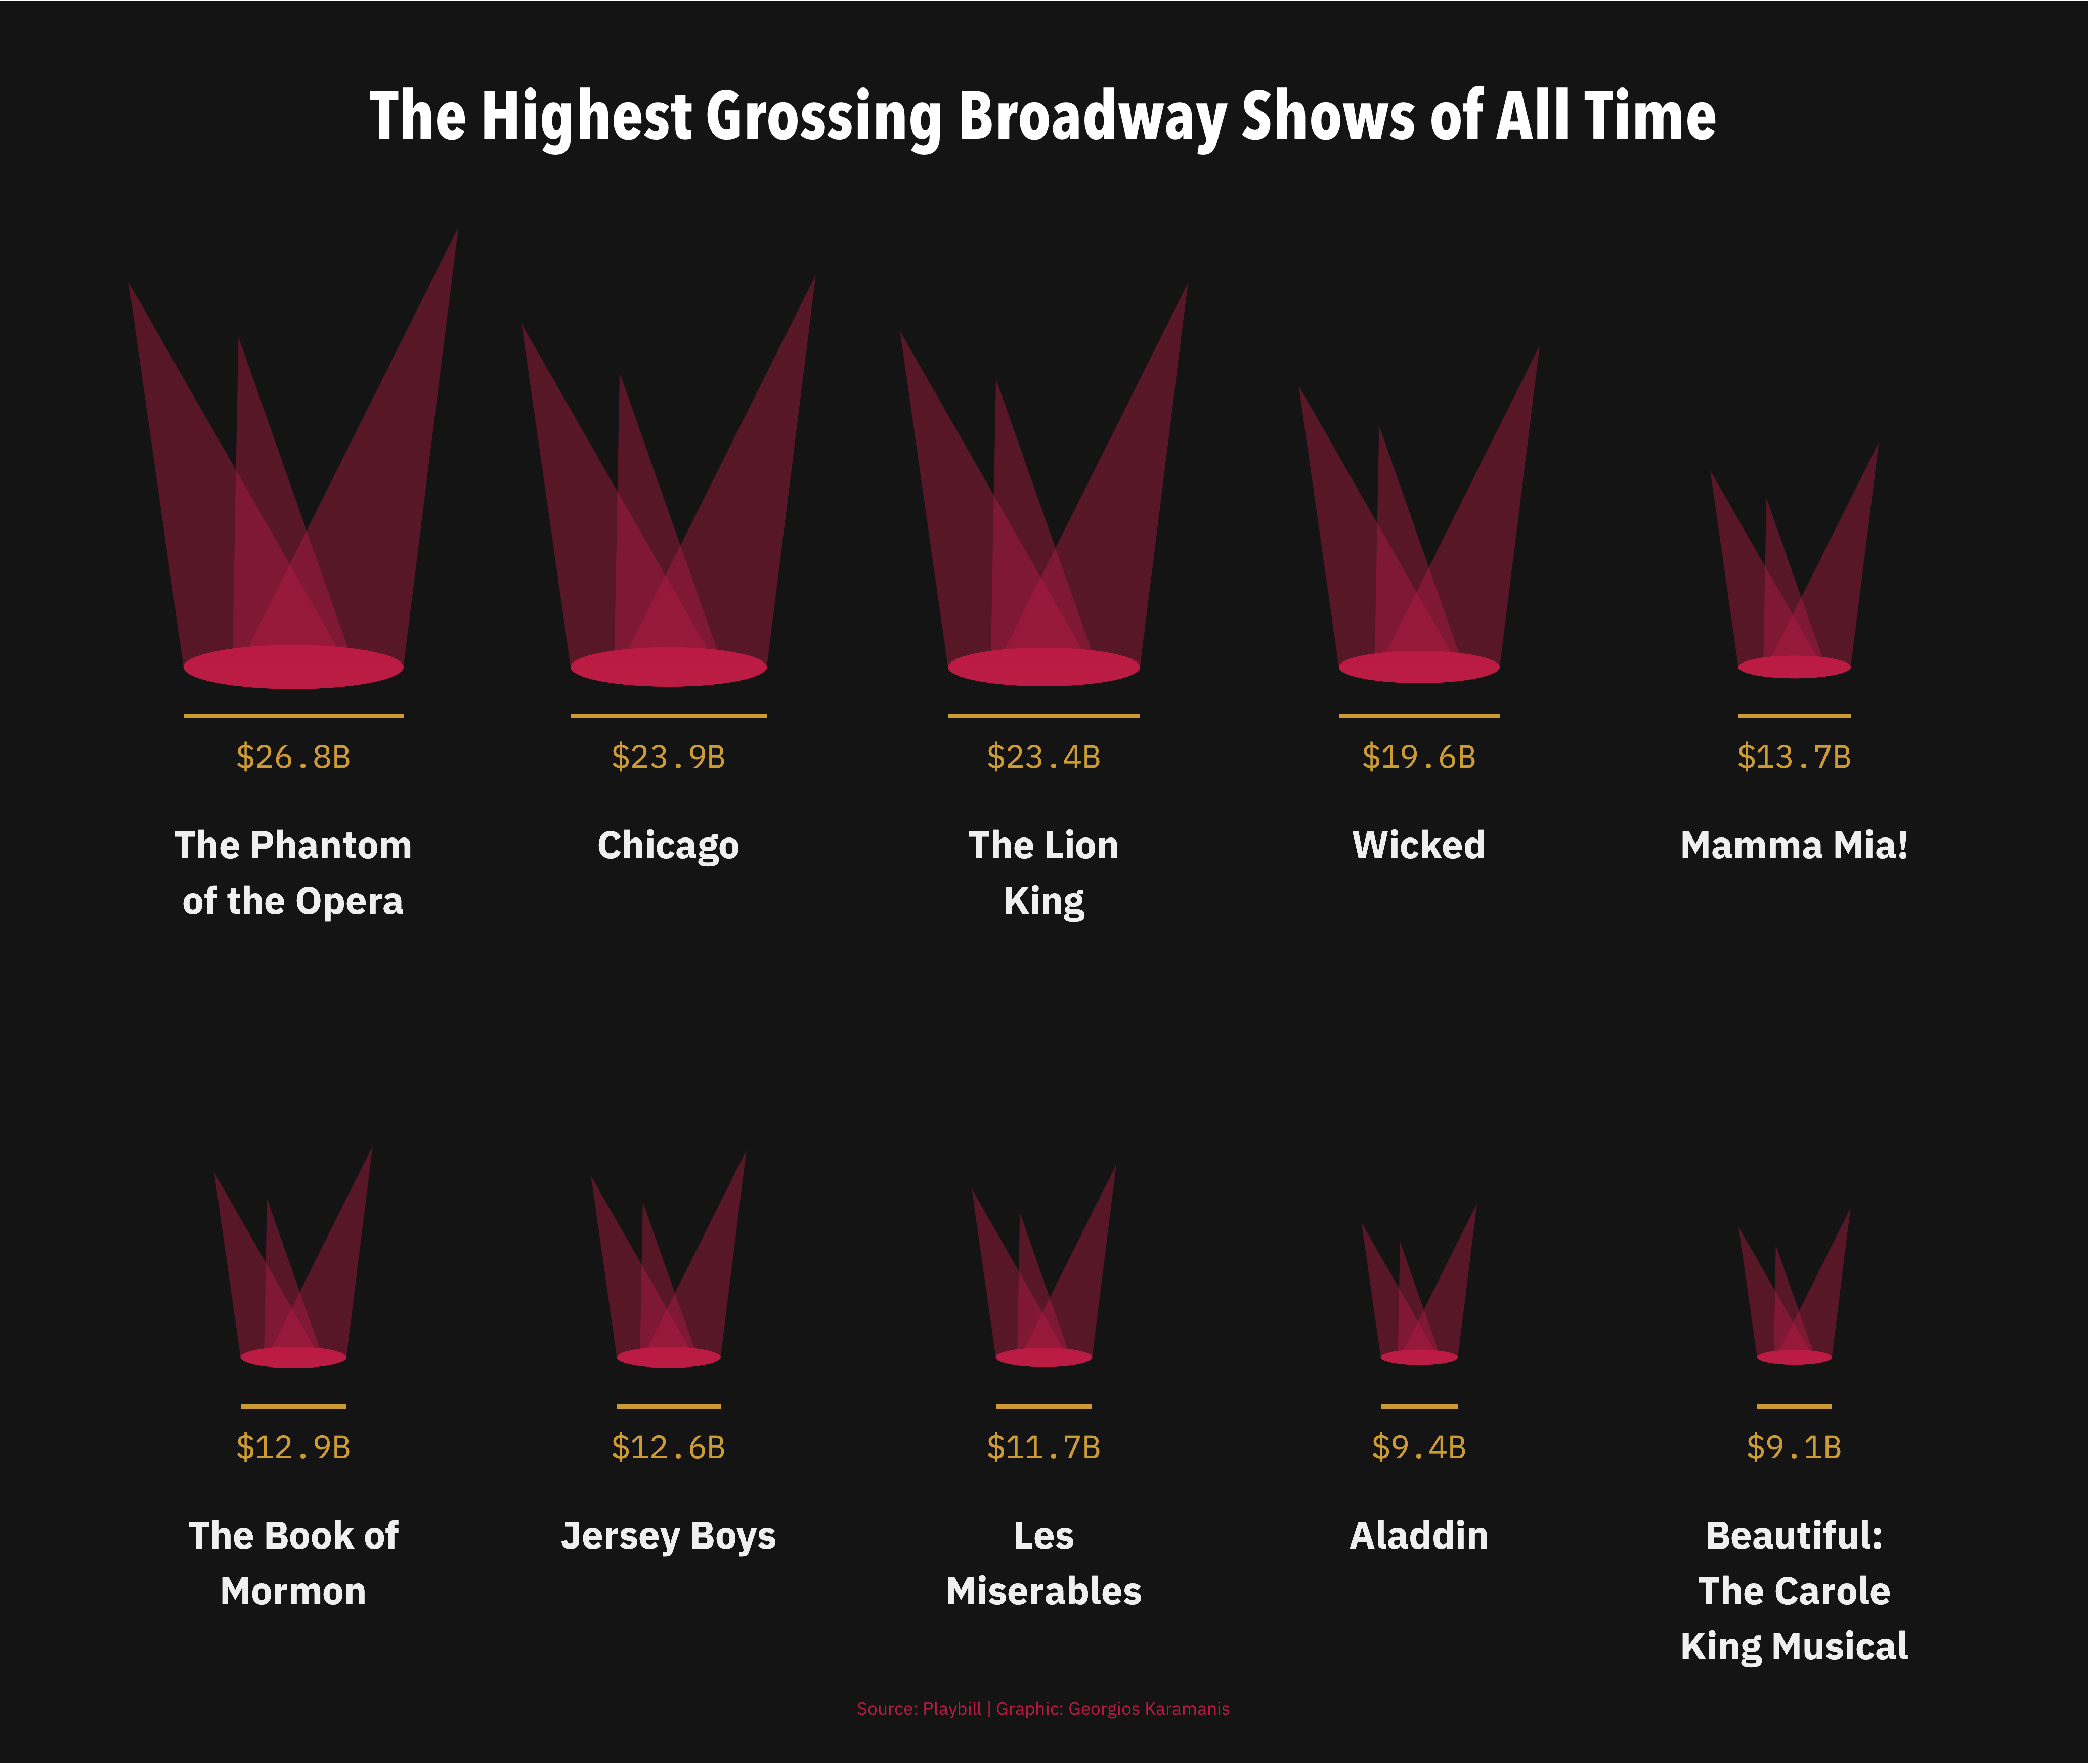 The Highest Grossing Broadway Shows of All Time
$26.8B
The Phantom
of the Opera
$23.9B
Chicago
$23.4B
The Lion
King
$19.6B
Wicked
$13.7B
Mamma Mia!
$12.9B
The Book of
Mormon
$12.6B
Jersey Boys
$11.7B
Les
Miserables
$9.4B
Aladdin
$9.1B
Beautiful:
The Carole
King Musical
Source: Playbill | Graphic: Georgios Karamanis